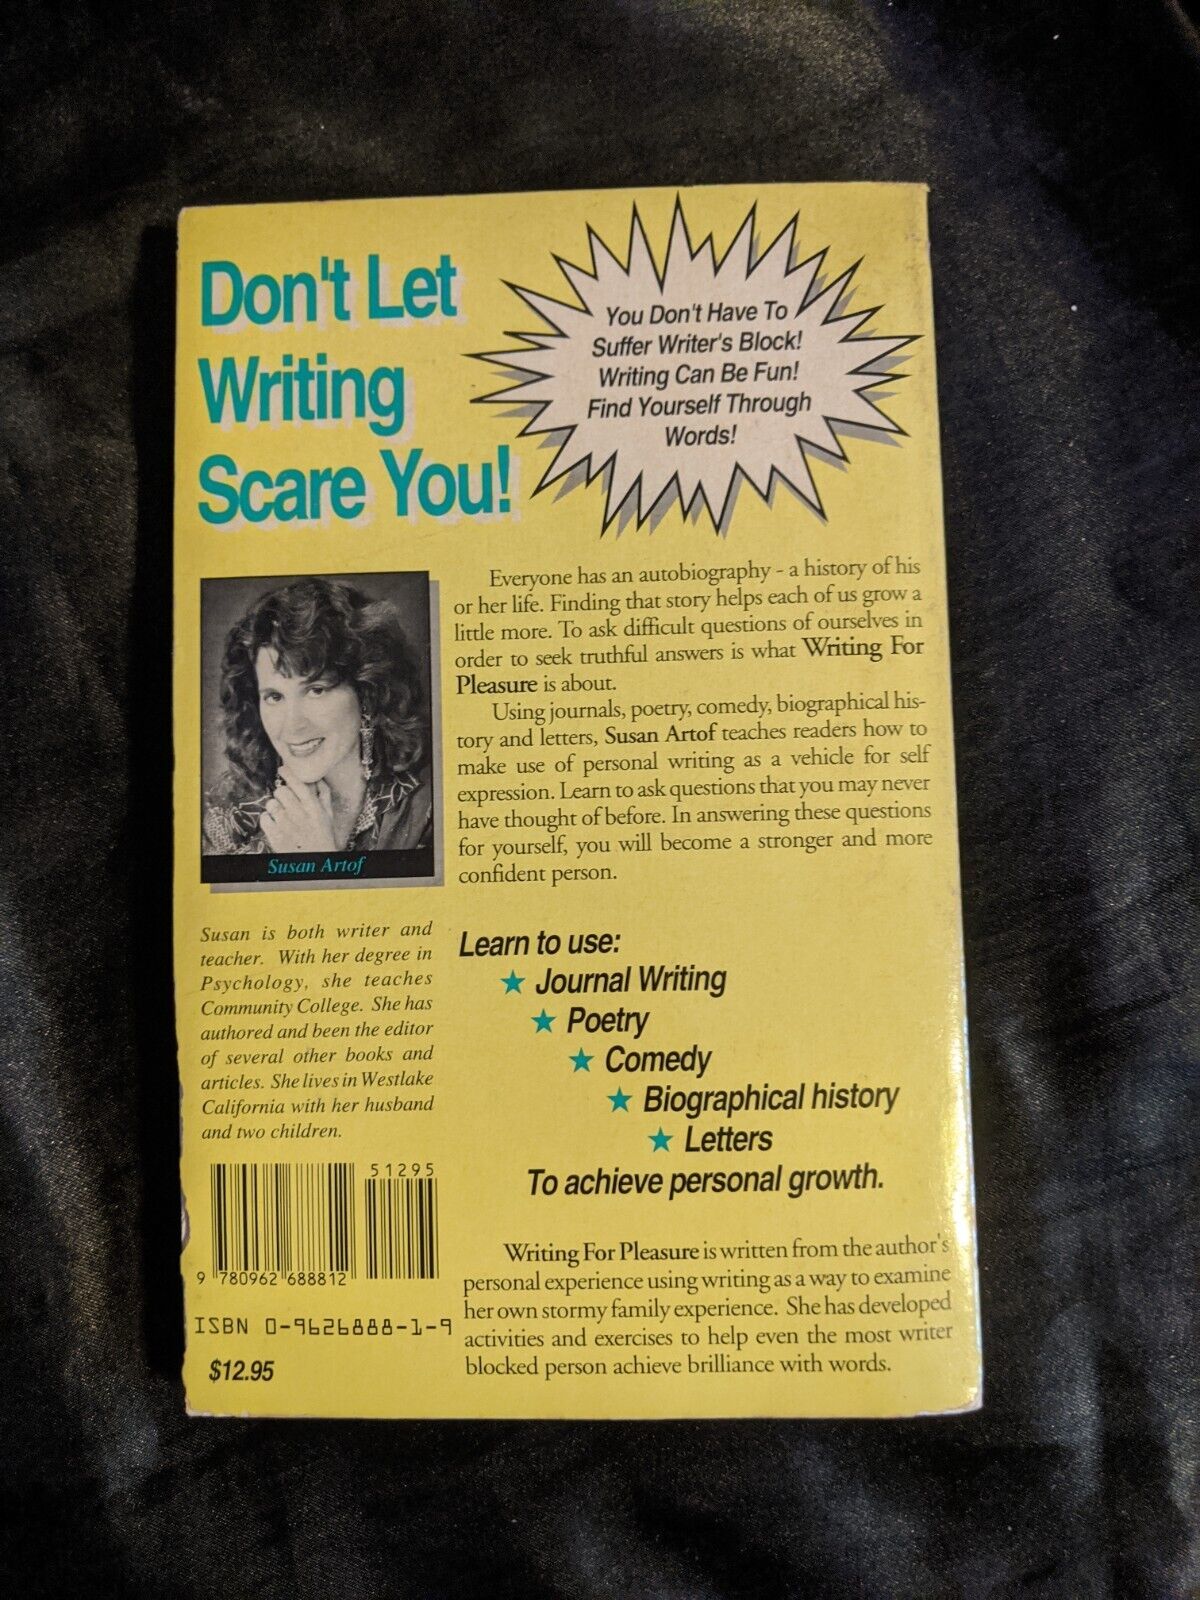 Don't Let
Writing
Scare You!
You Don't Have To
Suffer Writer's Block!
Writing Can Be Fun!
Find Yourself Through
Words!
Everyone has an autobiography - a history of his
or her life. Finding that story helps each of us grow a
little more. To ask difficult questions of ourselves in
order to seek truthful answers is what Writing For
Pleasure is about.
Using journals, poetry, comedy, biographical his-
tory and letters, Susan Artof teaches readers how to
make use of personal writing as a vehicle for self
expression. Learn to ask questions that you may never
have thought of before. In answering these questions
for yourself, you will become a stronger and more
confident person.
Susan Artof
Susan is both writer and
teacher. With her degree in
Psychology, she teaches
Community College. She has
authored and been the editor
of several other books and
articles. She lives in Westlake
California with her husband
and two children.
Learn to use:
★ Journal Writing
★ Poetry
★ Comedy
★ Biographical history
★ Letters
To achieve personal growth.
51295
9 780962 688812
ISBN 0-9626888-1-9
$12.95
Writing For Pleasure is written from the author's
personal experience using writing as a way to examine
her own stormy family experience. She has developed
activities and exercises to help even the most writer
blocked person achieve brilliance with words.